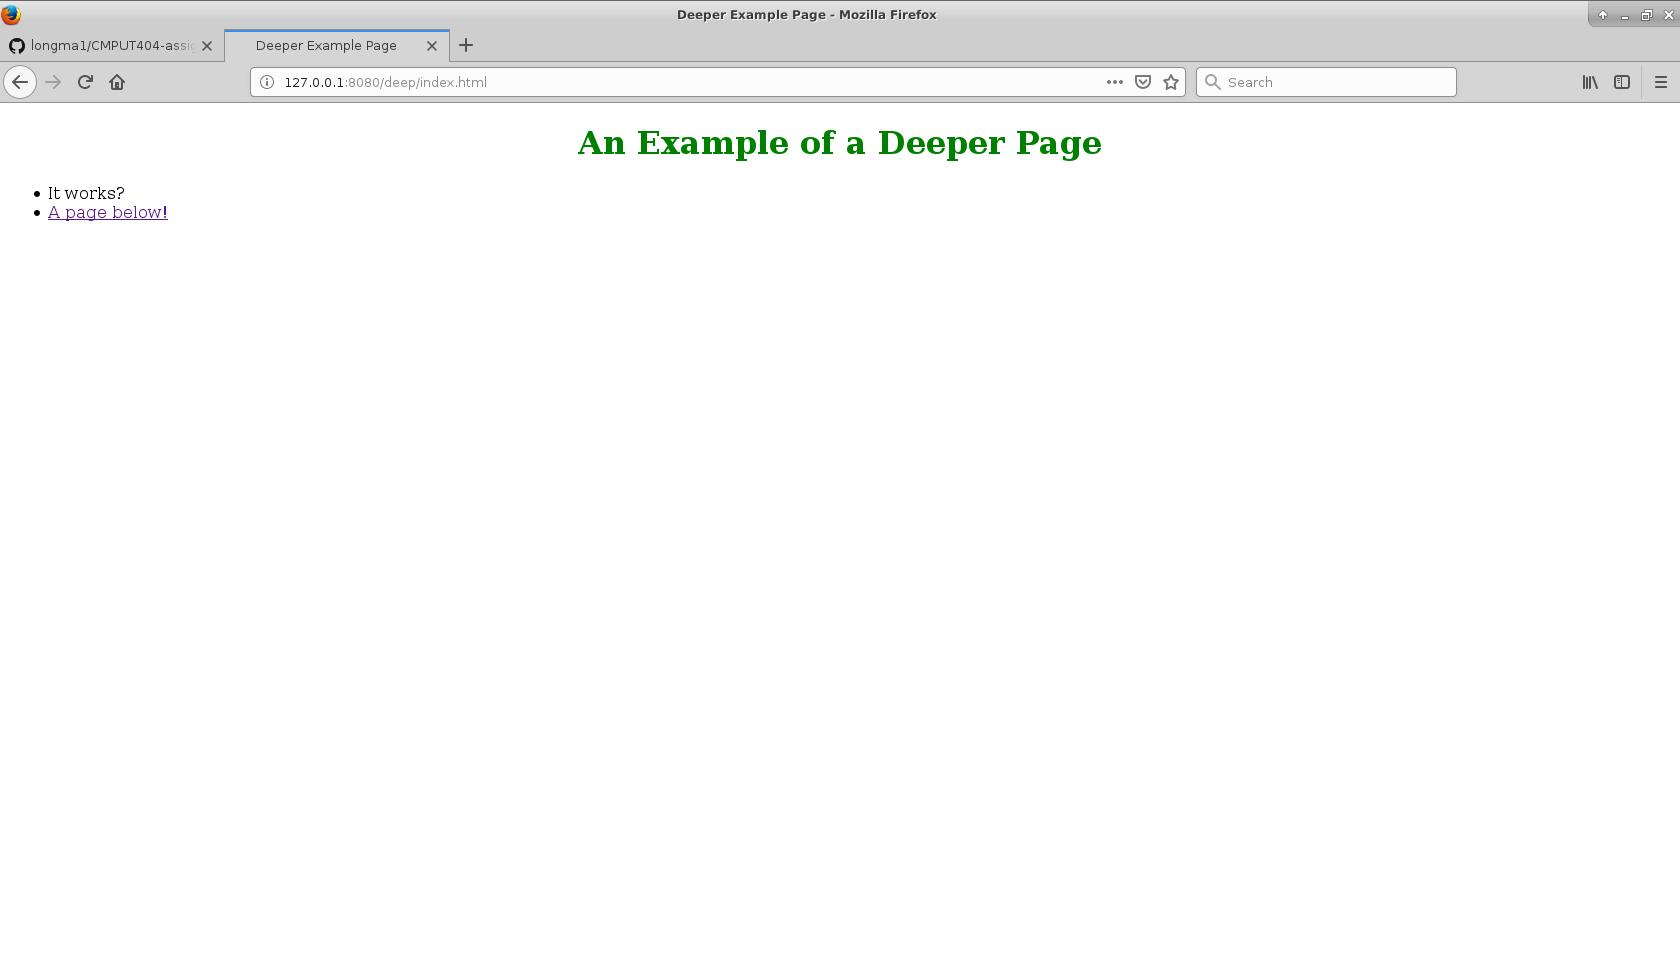 Deeper Example Page - Mozilla Firefox
longma1/CMPUT404-assig
Deeper Example Page
127.0.0.1:8080/deep/index.html
Search
An Example of a Deeper Page
It works?
A page below!